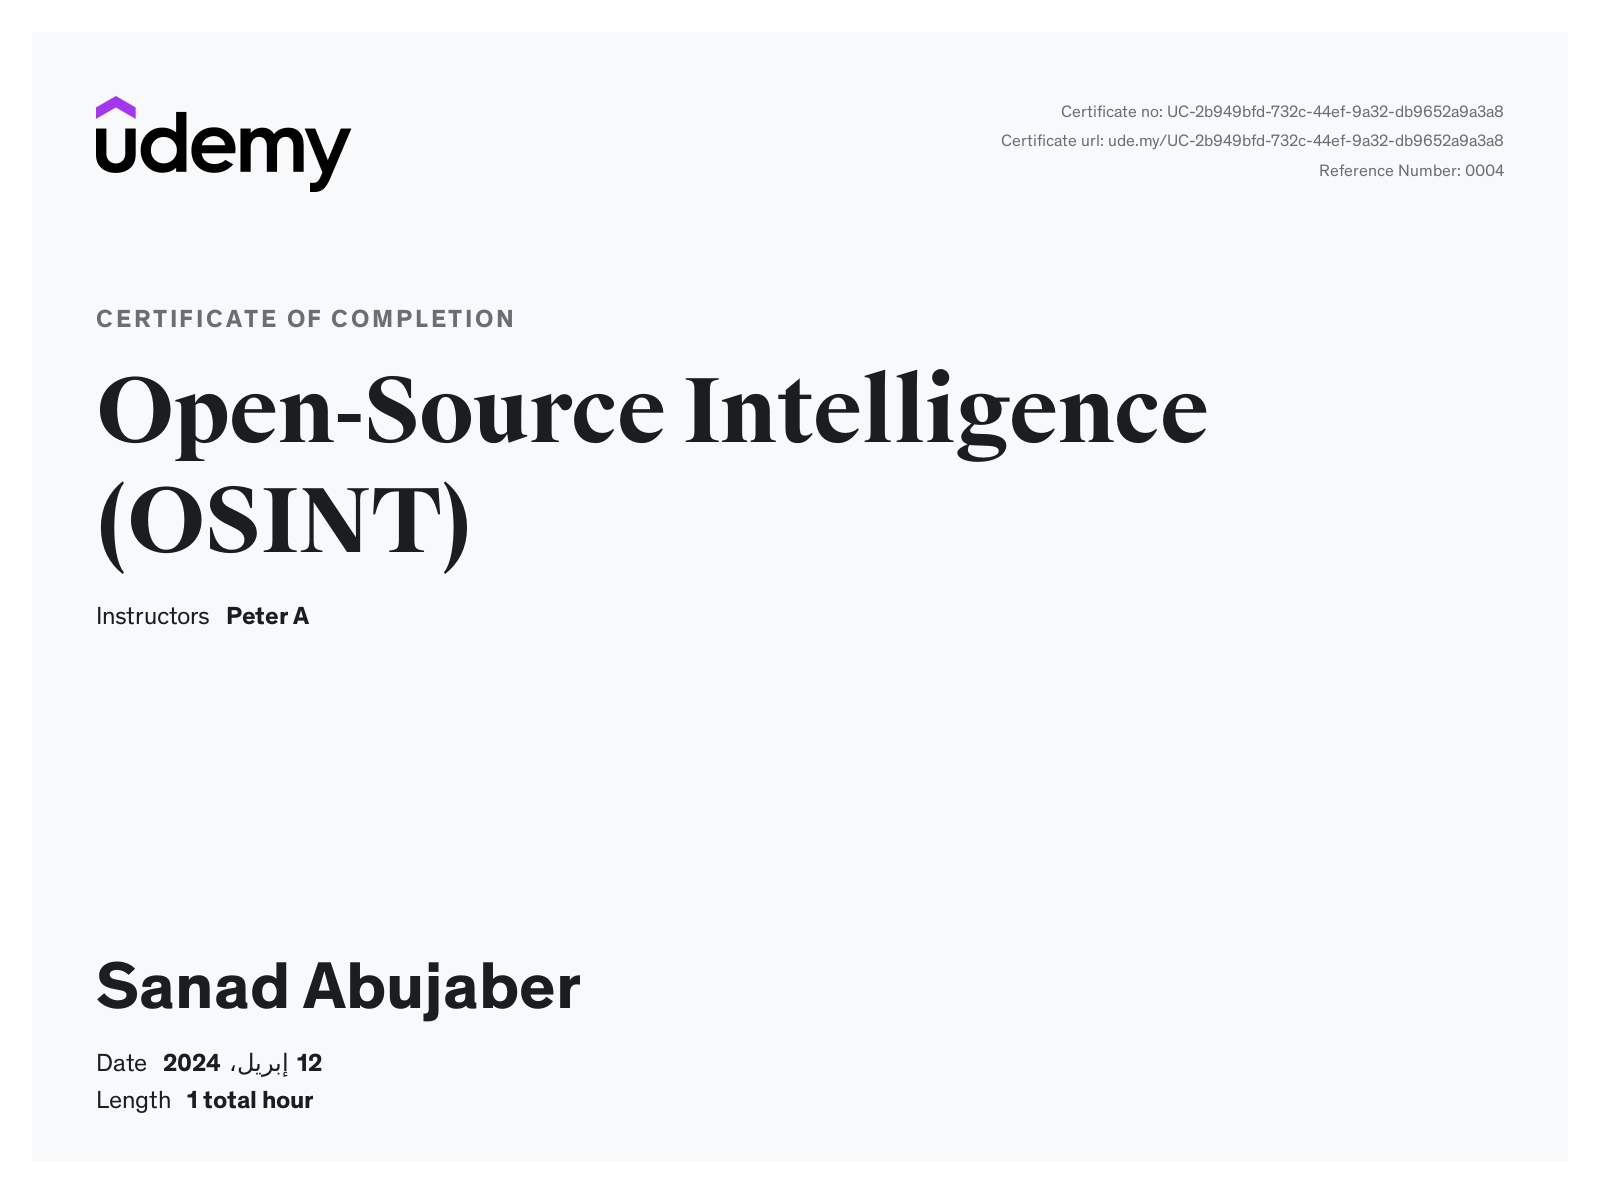 udemy
Certificate no: UC-2b949bfd-732c-44ef-9a32-db9652a9a3a8
Certificate url: ude.my/UC-2b949bfd-732c-44ef-9a32-db9652a9a3a8
Reference Number: 0004
CERTIFICATE OF COMPLETION
Open-Source Intelligence
(OSINT)
Instructors Peter A
Sanad Abujaber
Date 12 إبريل، 2024
Length 1 total hour